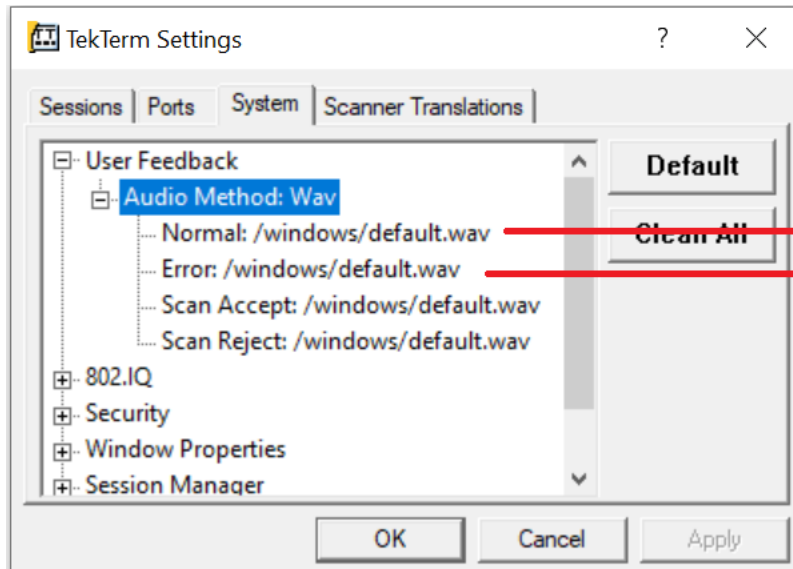 TekTerm Settings
?
Sessions Ports System Scanner Translations
User Feedback
Default
Audio Method: Wav
Normal: /windows/default.wav
Clean All
Error: /windows/default.wav
Scan Accept: /windows/default.wav
Scan Reject: /windows/default.wav
802.IQ
Security
Window Properties
Session Manager
OK Cancel Apply